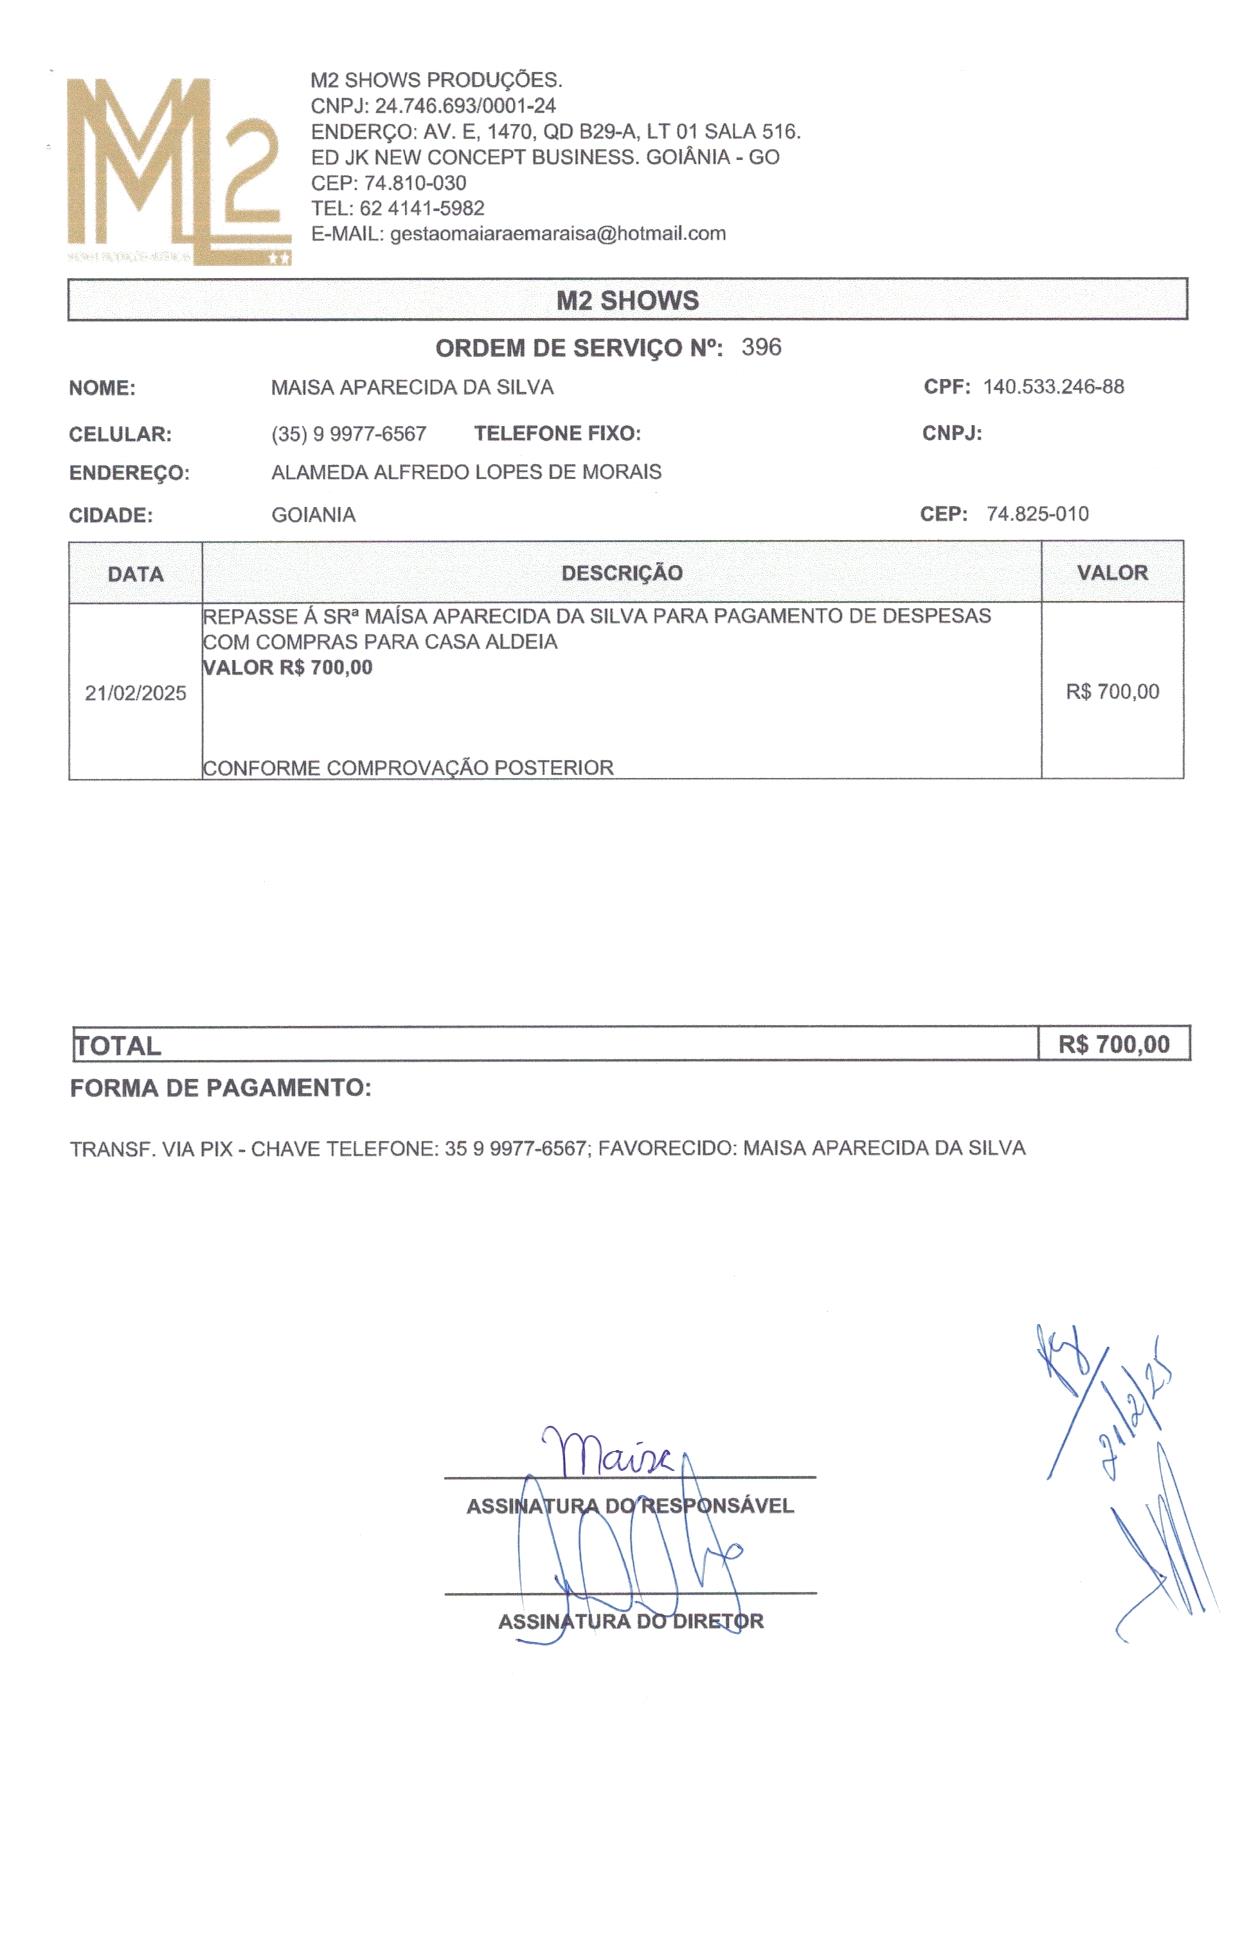 M2 SHOWS PRODUÇÕES.
CNPJ: 24.746.693/0001-24
ENDERÇO: AV. E, 1470, QD B29-A, LT 01 SALA 516.
ED JK NEW CONCEPT BUSINESS. GOIÂNIA - GO
CEP: 74.810-030
TEL: 62 4141-5982
E-MAIL: gestaomaiaraemaraisa@hotmail.com
M2
M2 SHOWS
ORDEM DE SERVIÇO Nº: 396
NOME: MAISA APARECIDA DA SILVA CPF: 140.533.246-88
CELULAR: (35) 9 9977-6567 TELEFONE FIXO: CNPJ:
ENDEREÇO: ALAMEDA ALFREDO LOPES DE MORAIS
CIDADE: GOIANIA CEP: 74.825-010
DATA DESCRIÇÃO VALOR
REPASSE Á SRª MAÍSA APARECIDA DA SILVA PARA PAGAMENTO DE DESPESAS
COM COMPRAS PARA CASA ALDEIA
VALOR R$ 700,00
21/02/2025 R$ 700,00
CONFORME COMPROVAÇÃO POSTERIOR
TOTAL R$ 700,00
FORMA DE PAGAMENTO:
TRANSF. VIA PIX - CHAVE TELEFONE: 35 9 9977-6567; FAVORECIDO: MAISA APARECIDA DA SILVA
21/2/25
Maisa
ASSINATURA DO RESPONSÁVEL
ASSINATURA DO DIRETOR